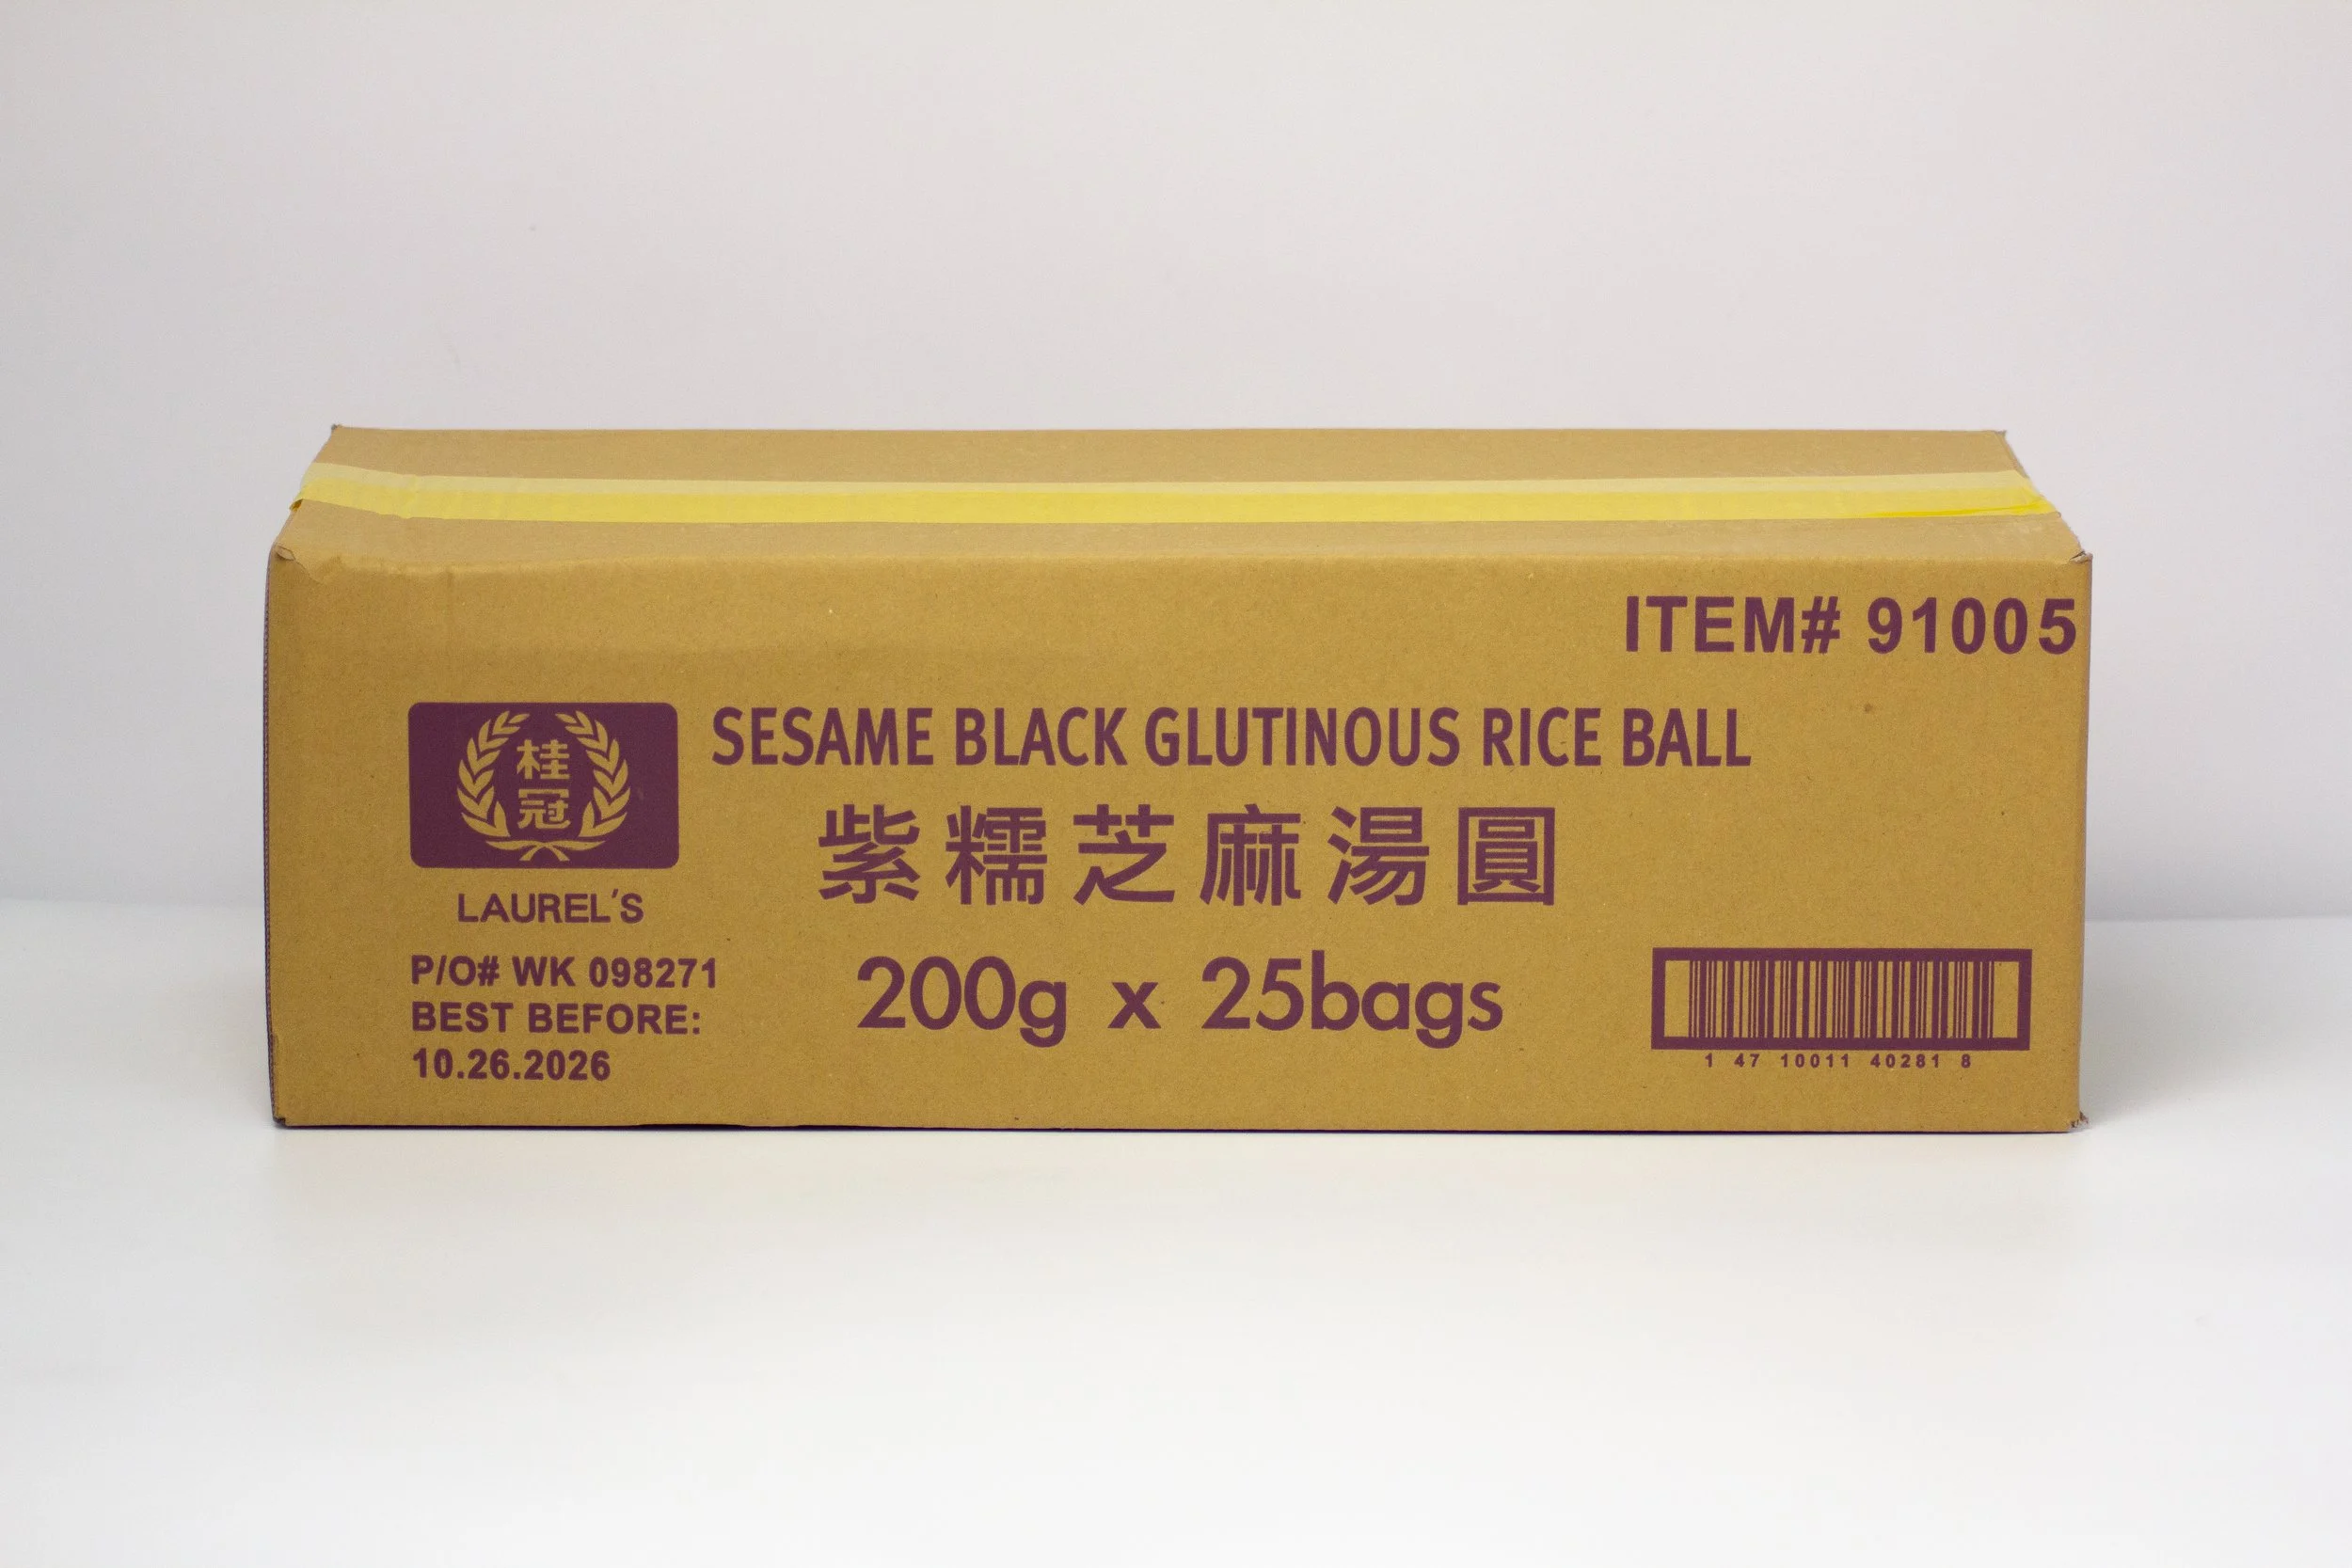 ITEM# 91005
桂
冠
LAUREL'S
SESAME BLACK GLUTINOUS RICE BALL
紫糯芝麻湯圓
200g x 25bags
P/O# WK 098271
BEST BEFORE:
10.26.2026
1 47 10011 40281 8